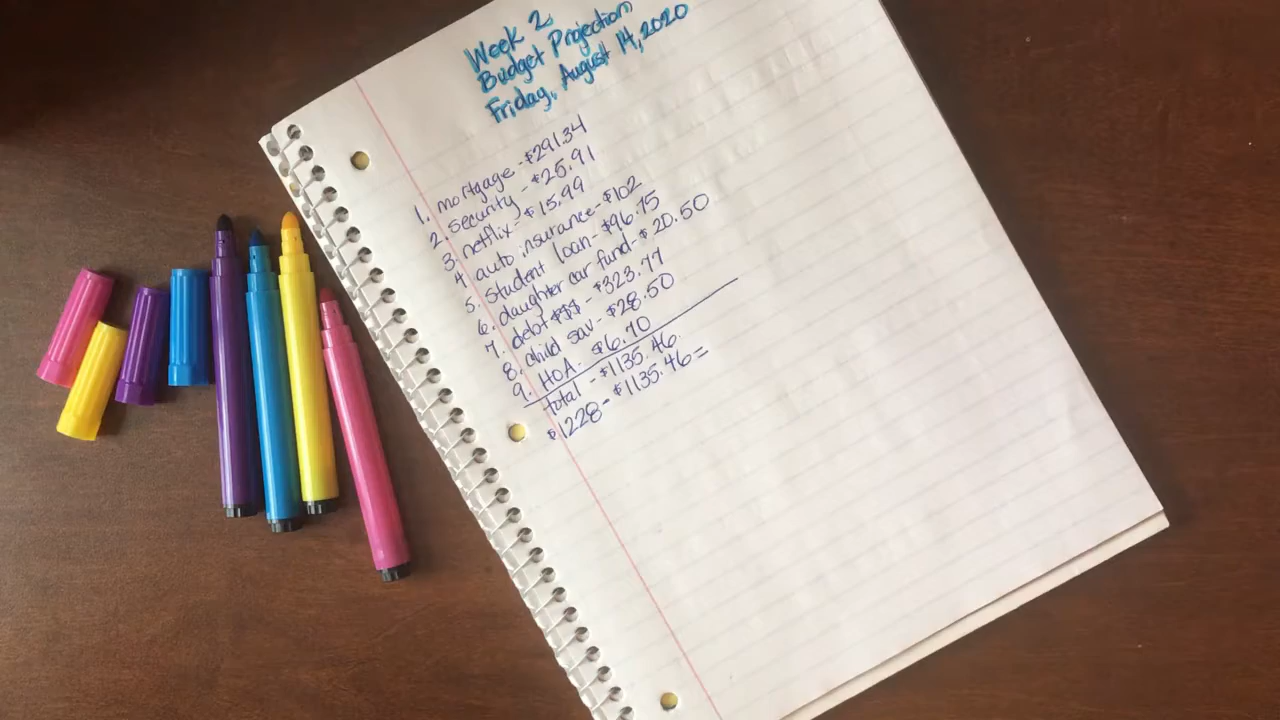 Week 2
Budget Projection
Friday, August 14, 2020
1. mortgage - $291.34
2. security - $25.91
3. netflix - $15.99
4. auto insurance - $102
5. student loan - $96.75
6. daughter car fund - $20.50
7. debt $$$ - $323.77
8. child sav - $28.50
9. HOA - $6.70
total - $1135.46
$1228 - $1135.46 =